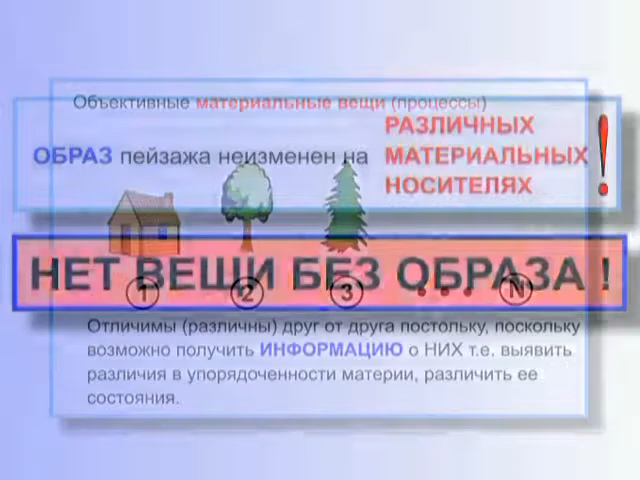 Объективные материальные вещи (процессы)
РАЗЛИЧНЫХ
ОБРАЗ пейзажа неизменен на МАТЕРИАЛЬНЫХ
НОСИТЕЛЯХ !
НЕТ ВЕЩИ БЕЗ ОБРАЗА !
1 2 3 • • • N
Отличимы (различны) друг от друга постольку, поскольку
возможно получить ИНФОРМАЦИЮ о НИХ т.е. выявить
различия в упорядоченности материи, различить ее
состояния.